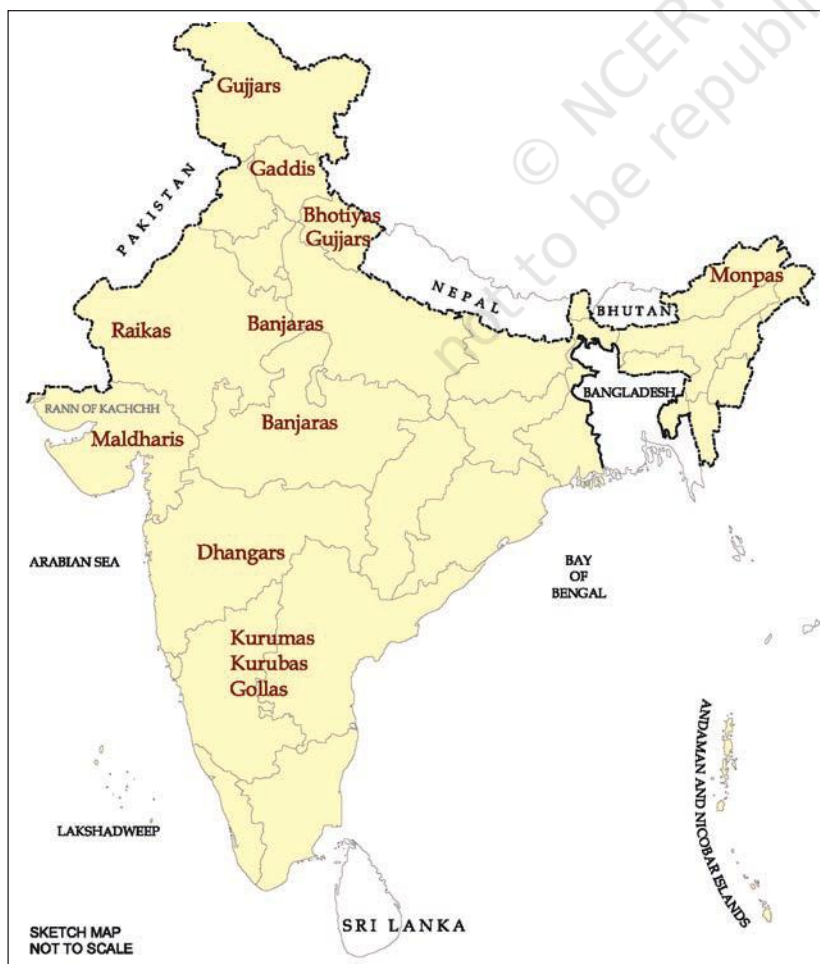 © NCERT
not to be republi
Gujjars
PAKISTAN
Gaddis
Bhotiyas
Gujjars
NEPAL
BHUTAN
Monpas
Raikas
Banjaras
BANGLADESH
RANN OF KACHCHH
Maldharis
Banjaras
ARABIAN SEA
Dhangars
BAY
OF
BENGAL
Kurumas
Kurubas
Gollas
ANDAMAN AND NICOBAR ISLANDS
LAKSHADWEEP
SRI LANKA
SKETCH MAP
NOT TO SCALE